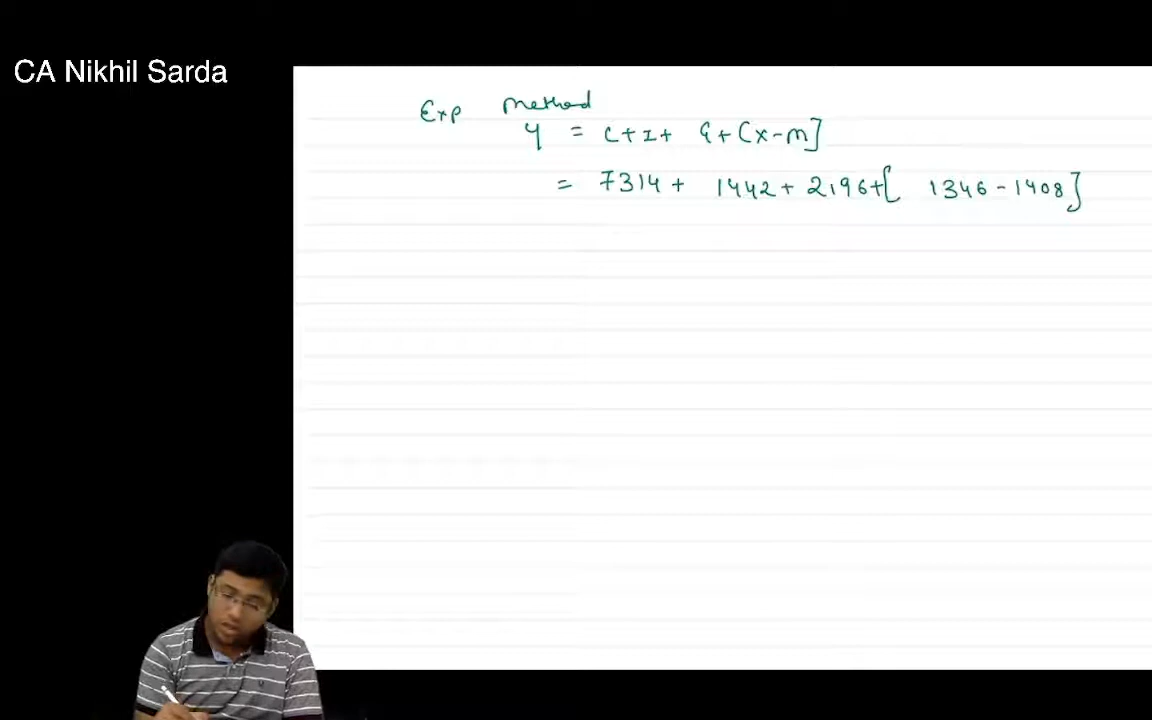 CA Nikhil Sarda
Exp Method
Y = C + I + G + (X - M]
= 7314 + 1442 + 2196 + [ 1346 - 1408]